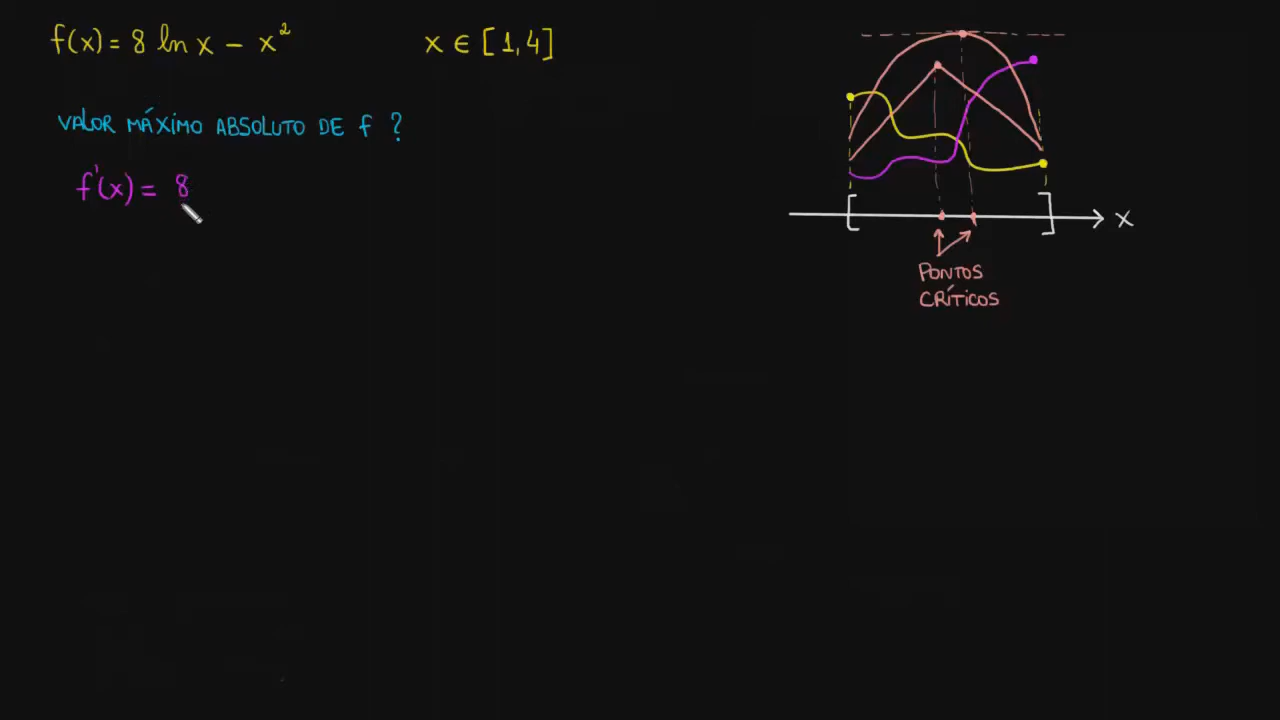 f(x) = 8 ln x – x² x ∈ [1,4]
VALOR MÁXIMO ABSOLUTO DE f ?
f'(x) = 8
x
PONTOS
CRÍTICOS